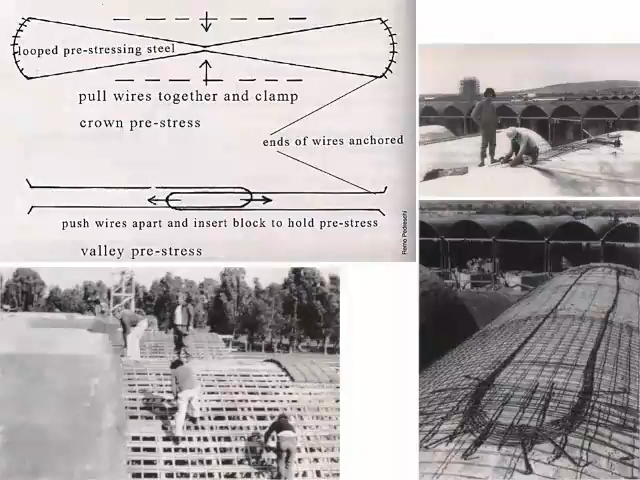 looped pre-stressing steel
pull wires together and clamp
crown pre-stress
ends of wires anchored
push wires apart and insert block to hold pre-stress
valley pre-stress
Remo Pedreschi